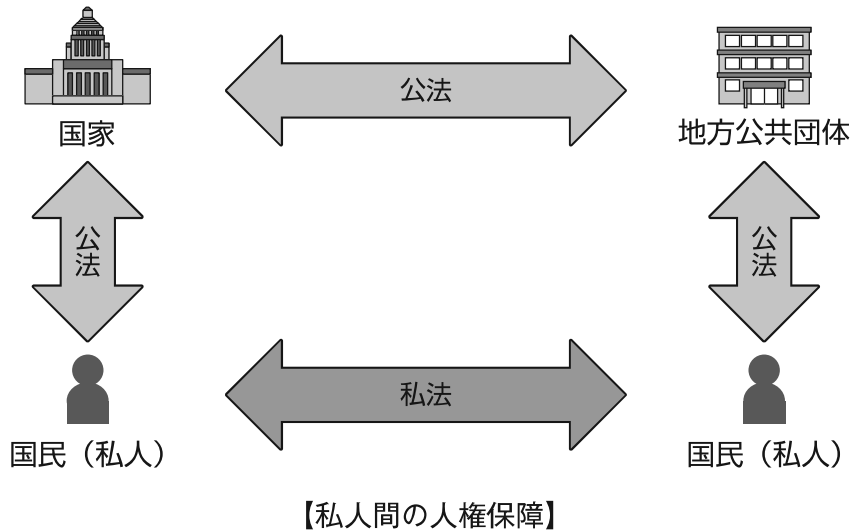 公法
国家
地方公共団体
公法
公法
私法
国民（私人）
国民（私人）
【私人間の人権保障】